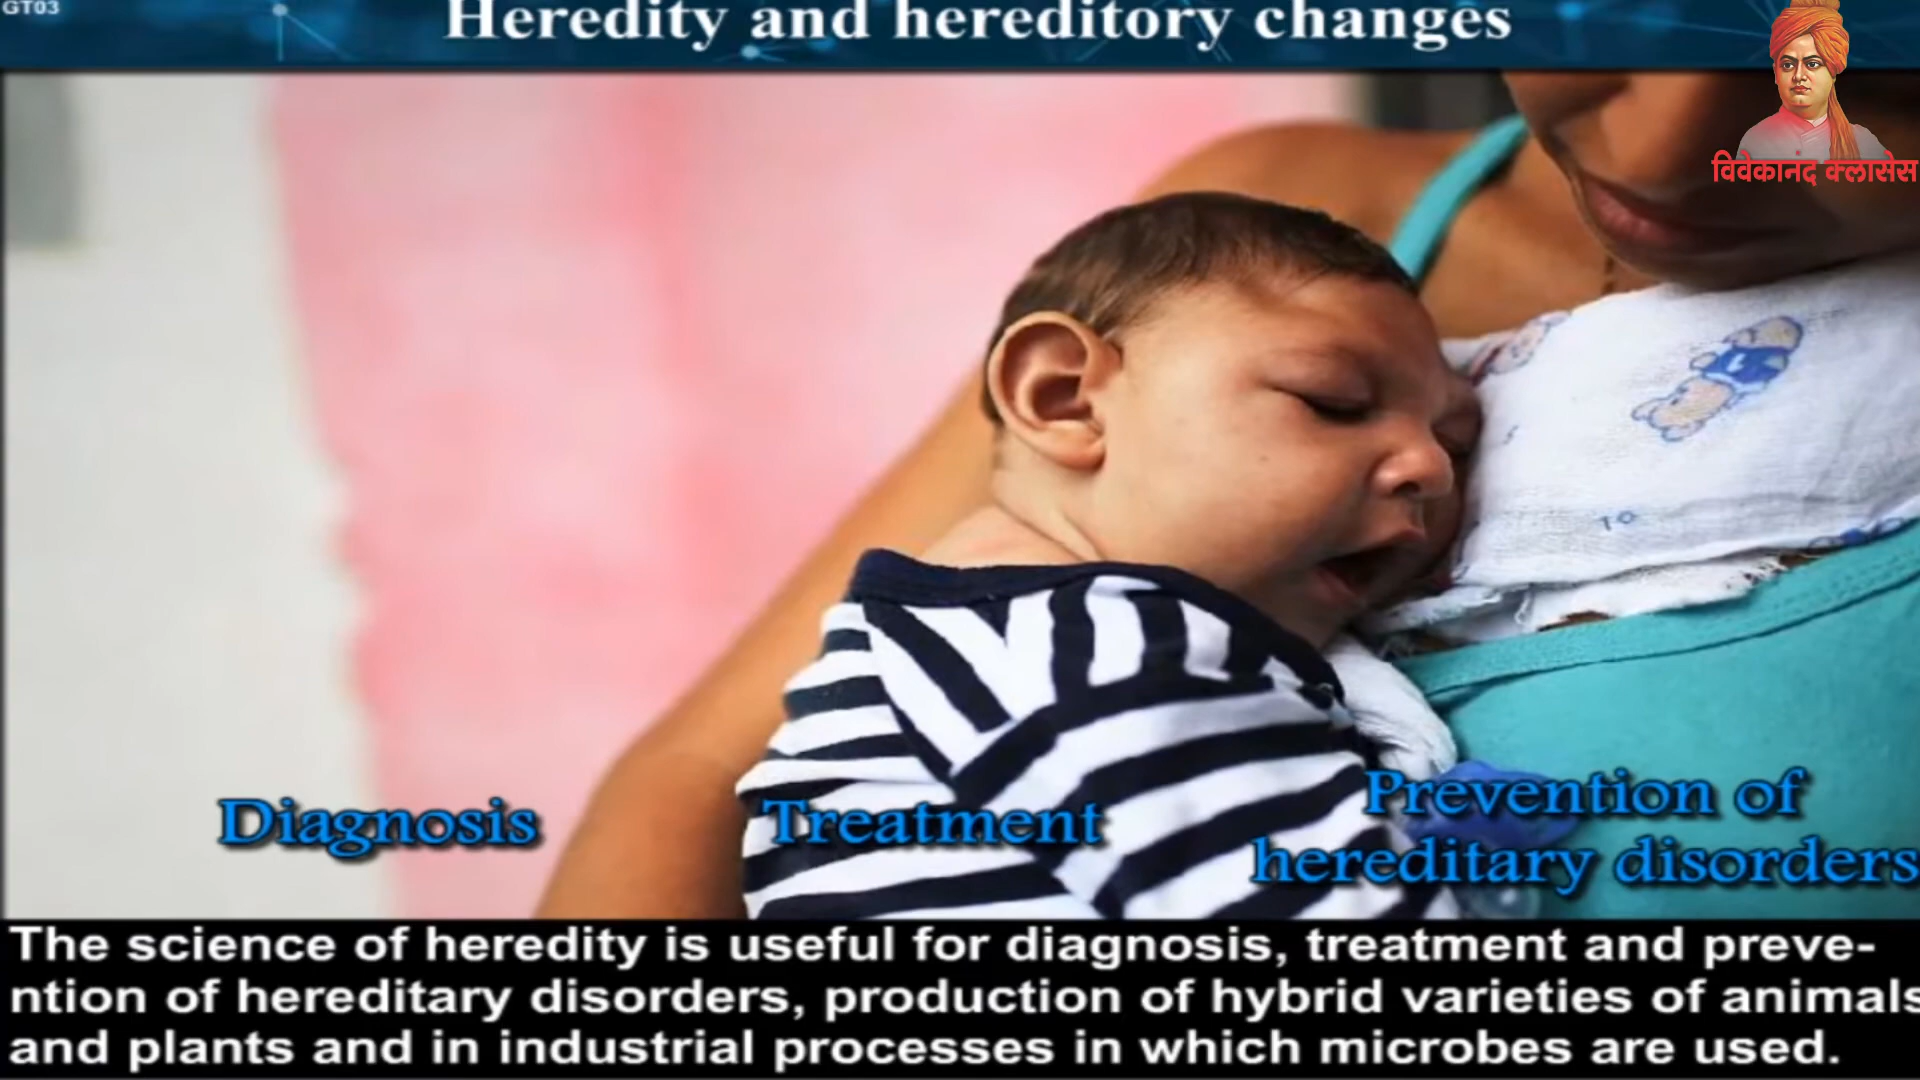 GT03
Heredity and hereditory changes
विवेकानंद क्लासेस
Diagnosis
Treatment
Prevention of
hereditary disorders
The science of heredity is useful for diagnosis, treatment and preve-
ntion of hereditary disorders, production of hybrid varieties of animals
and plants and in industrial processes in which microbes are used.